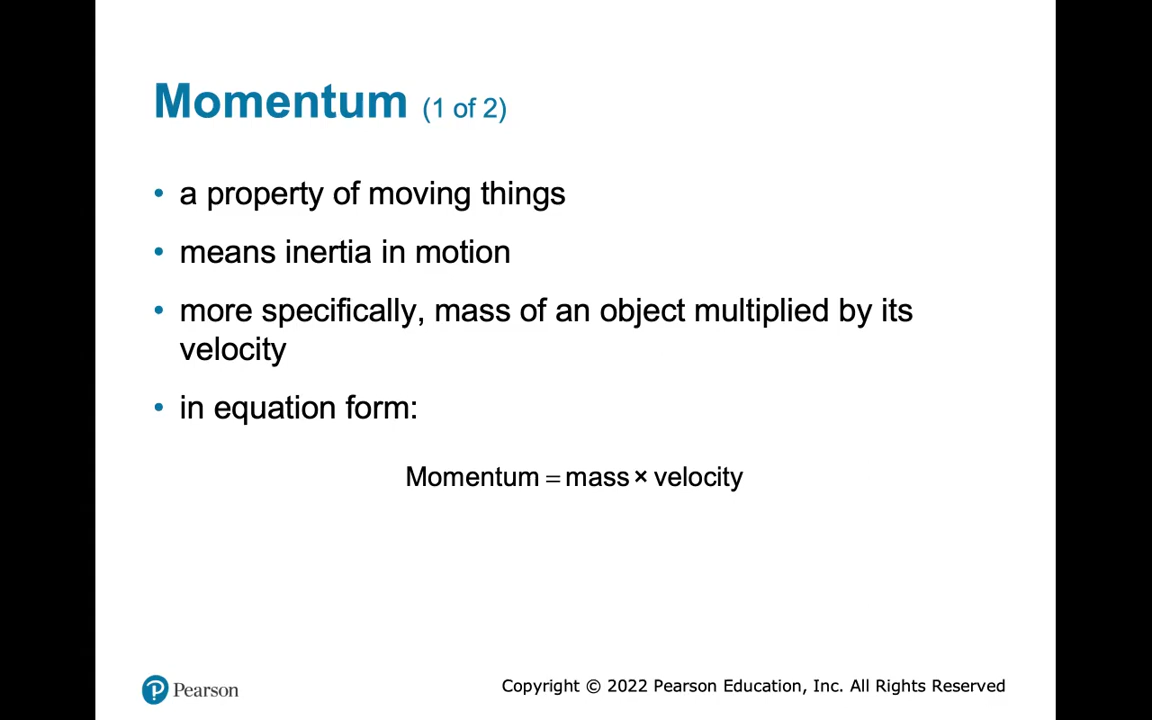 Momentum (1 of 2)
• a property of moving things
• means inertia in motion
• more specifically, mass of an object multiplied by its
velocity
• in equation form:
Momentum = mass × velocity
Pearson
Copyright © 2022 Pearson Education, Inc. All Rights Reserved